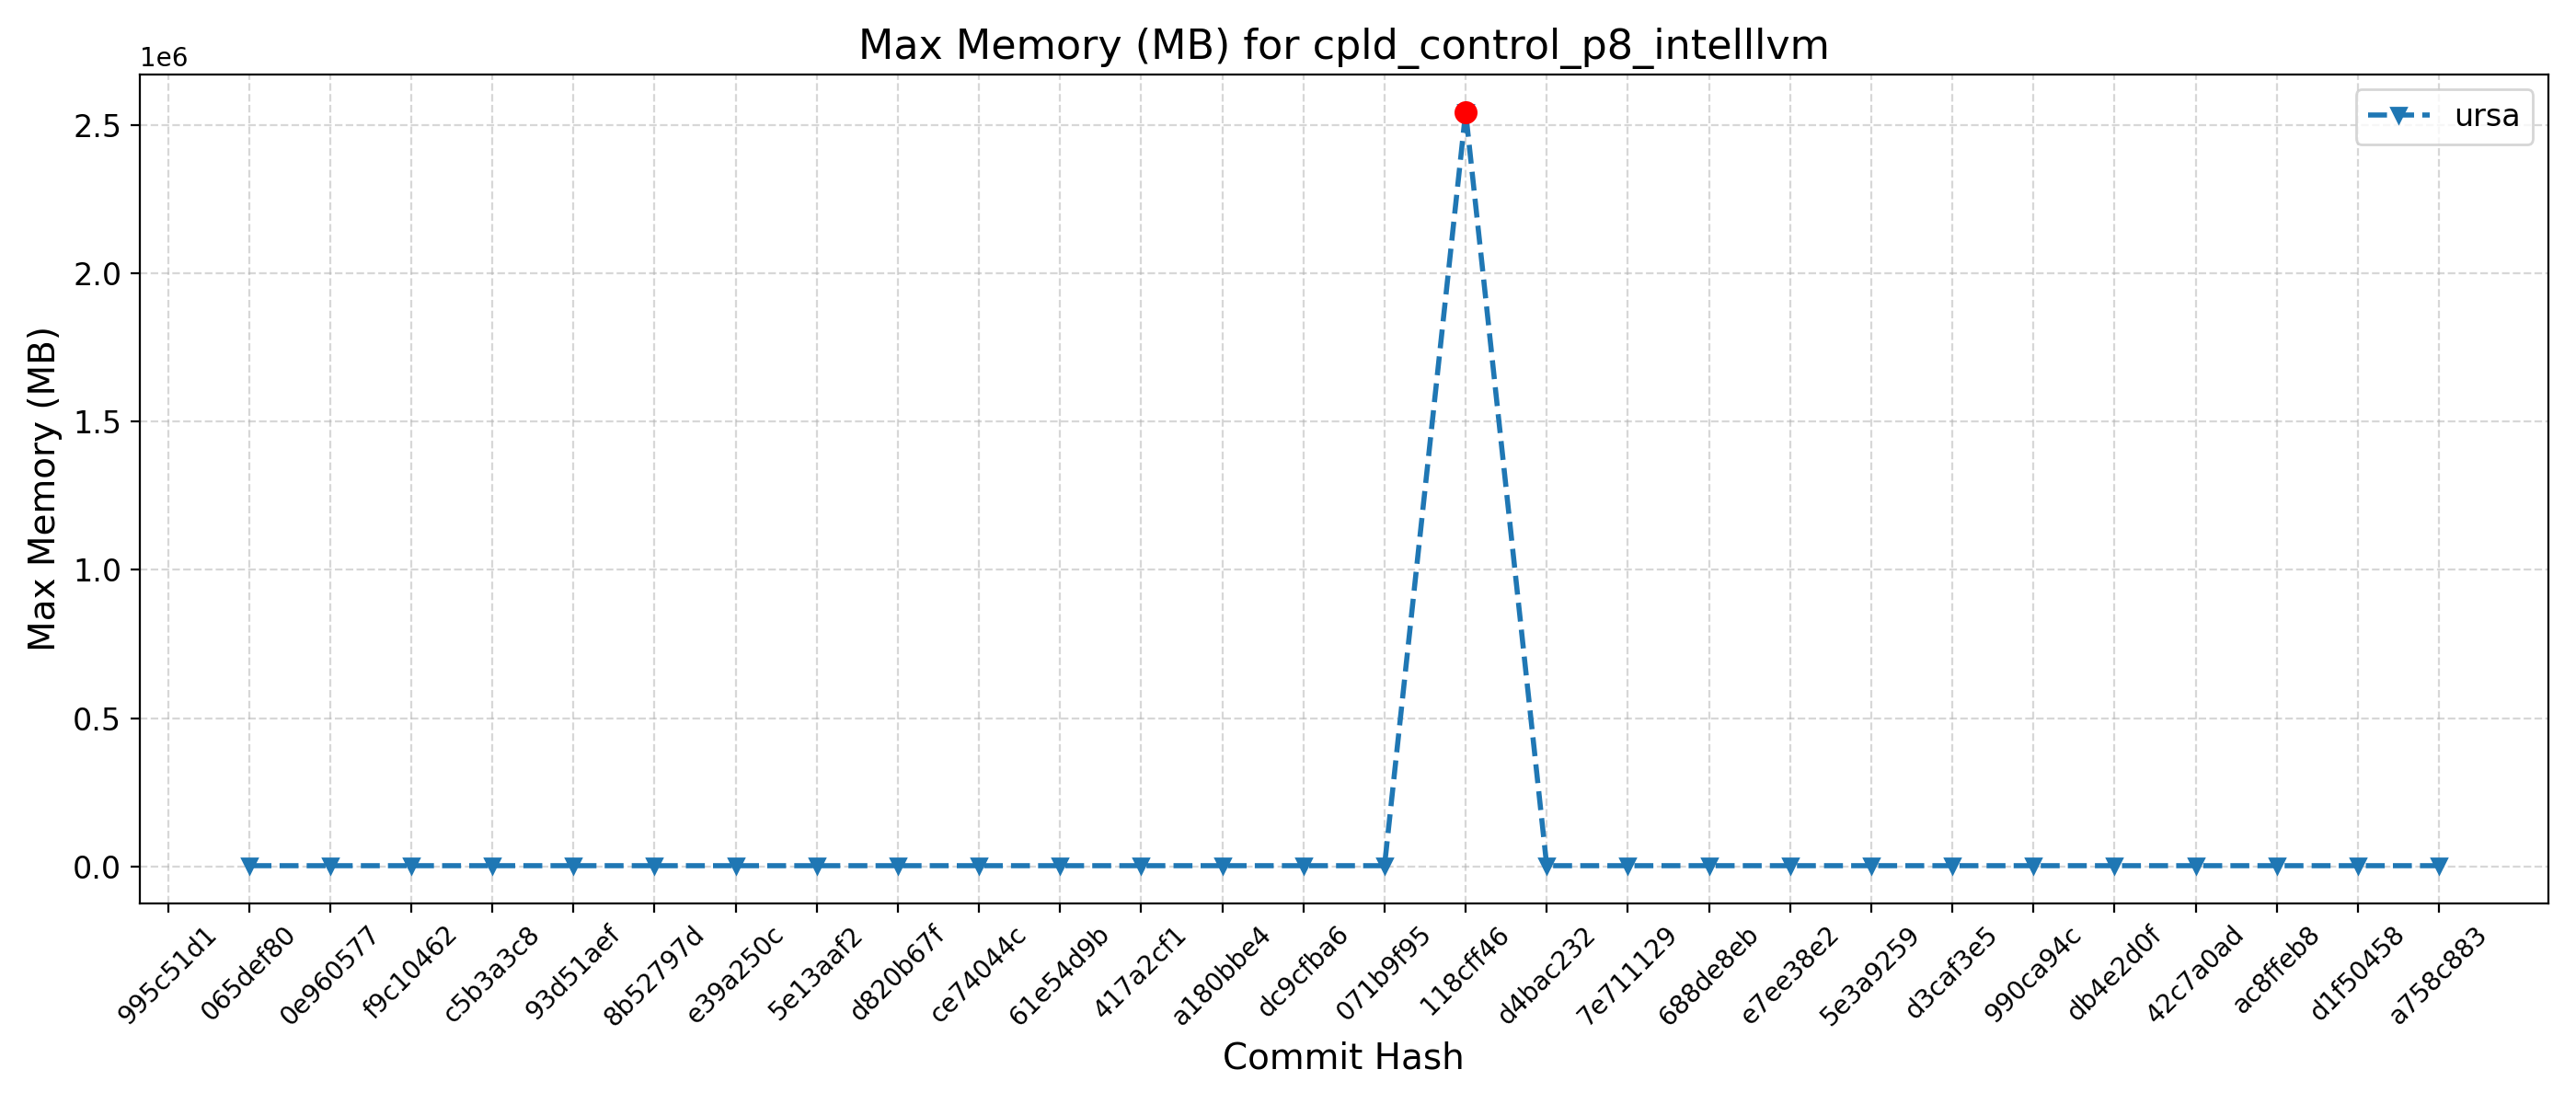 Max Memory (MB) for cpld_control_p8_intelllvm
1e6
ursa
2.5
2.0
1.5
1.0
0.5
0.0
Max Memory (MB)
995c51d1
065def80
0e960577
f9c10462
c5b3a3c8
93d51aef
8b52797d
e39a250c
5e13aaf2
d820b67f
ce74044c
61e54d9b
417a2cf1
a180bbe4
dc9cfba6
071b9f95
118cff46
d4bac232
7e711129
688de8eb
e7ee38e2
5e3a9259
d3caf3e5
990ca94c
db4e2d0f
42c7a0ad
ac8ffeb8
d1f50458
a758c883
Commit Hash